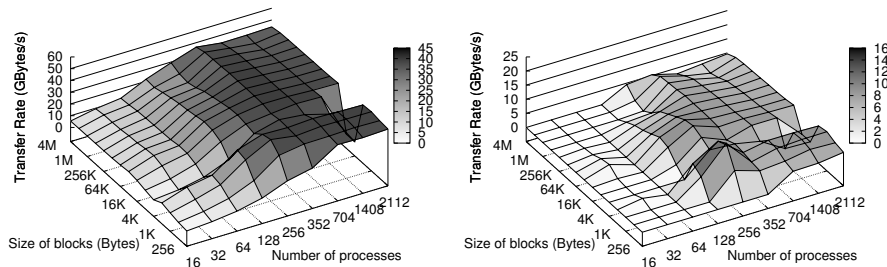 Transfer Rate (GBytes/s)
60
50
40
30
20
10
0
4M
1M
256K
64K
16K
4K
1K
256
Size of blocks (Bytes)
16
32
64
128
256
352
704
1408
2112
Number of processes
45
40
35
30
25
20
15
10
5
0
Transfer Rate (GBytes/s)
25
20
15
10
5
0
4M
1M
256K
64K
16K
4K
1K
256
Size of blocks (Bytes)
16
32
64
128
256
352
704
1408
2112
Number of processes
16
14
12
10
8
6
4
2
0